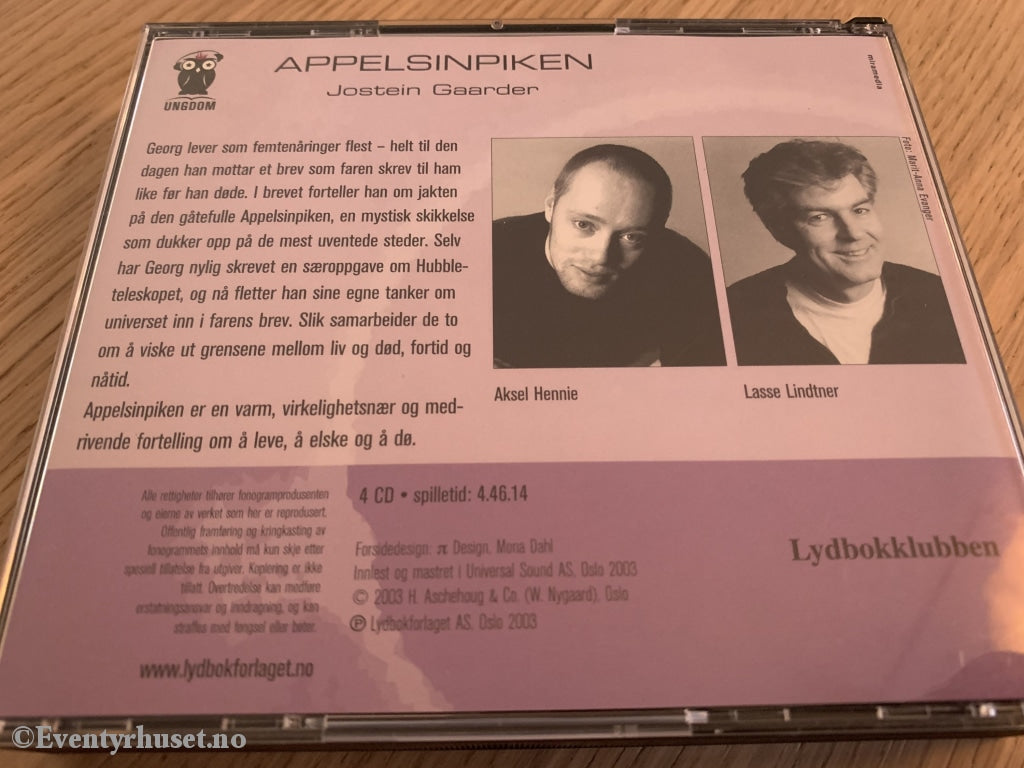 APPELSINPIKEN
Jostein Gaarder
UNGDOM
miramedia
Georg lever som femtenåringer flest – helt til den
dagen han mottar et brev som faren skrev til ham
like før han døde. I brevet forteller han om jakten
på den gåtefulle Appelsinpiken, en mystisk skikkelse
som dukker opp på de mest uventede steder. Selv
har Georg nylig skrevet en særoppgave om Hubble-
teleskopet, og nå fletter han sine egne tanker om
universet inn i farens brev. Slik samarbeider de to
om å viske ut grensene mellom liv og død, fortid og
nåtid.
Appelsinpiken er en varm, virkelighetsnær og med-
rivende fortelling om å leve, å elske og å dø.
Foto: Marit-Anna Evanger
Aksel Hennie
Lasse Lindtner
Alle rettigheter tilhører fonogramprodusenten
og eierne av verket som her er reprodusert.
Offentlig framføring og kringkasting av
fonogrammets innhold må kun skje etter
spesiell tillatelse fra utgiver. Kopiering er ikke
tillatt. Overtredelse kan medføre
erstatningsansvar og inndragning, og kan
straffes med fengsel eller bøter.
www.lydbokforlaget.no
4 CD • spilletid: 4.46.14
Forsidedesign: π Design, Mona Dahl
Innlest og mastret i Universal Sound AS, Oslo 2003
© 2003 H. Aschehoug & Co. (W. Nygaard), Oslo
℗ Lydbokforlaget AS, Oslo 2003
Lydbokklubben
©Eventyrhuset.no